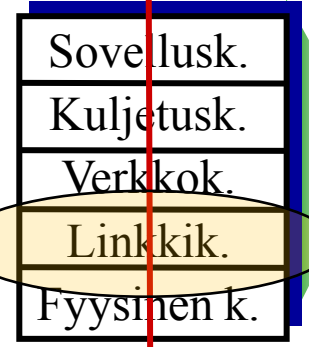 Sovellusk.
Kuljetusk.
Verkkok.
Linkkik.
Fyysinen k.